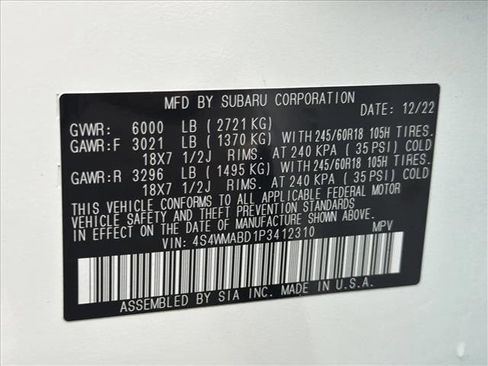 MFD BY SUBARU CORPORATION DATE: 12/22
GVWR: 6000 LB ( 2721 KG)
GAWR:F 3021 LB ( 1370 KG) WITH 245/60R18 105H TIRES.
18X7 1/2J RIMS. AT 240 KPA ( 35 PSI) COLD
GAWR:R 3296 LB ( 1495 KG) WITH 245/60R18 105H TIRES.
18X7 1/2J RIMS. AT 240 KPA ( 35 PSI) COLD
THIS VEHICLE CONFORMS TO ALL APPLICABLE FEDERAL MOTOR
VEHICLE SAFETY AND THEFT PREVENTION STANDARDS
IN EFFECT ON THE DATE OF MANUFACTURE SHOWN ABOVE.
VIN: 4S4WMABD1P3412310 MPV
ASSEMBLED BY SIA INC. MADE IN U.S.A.